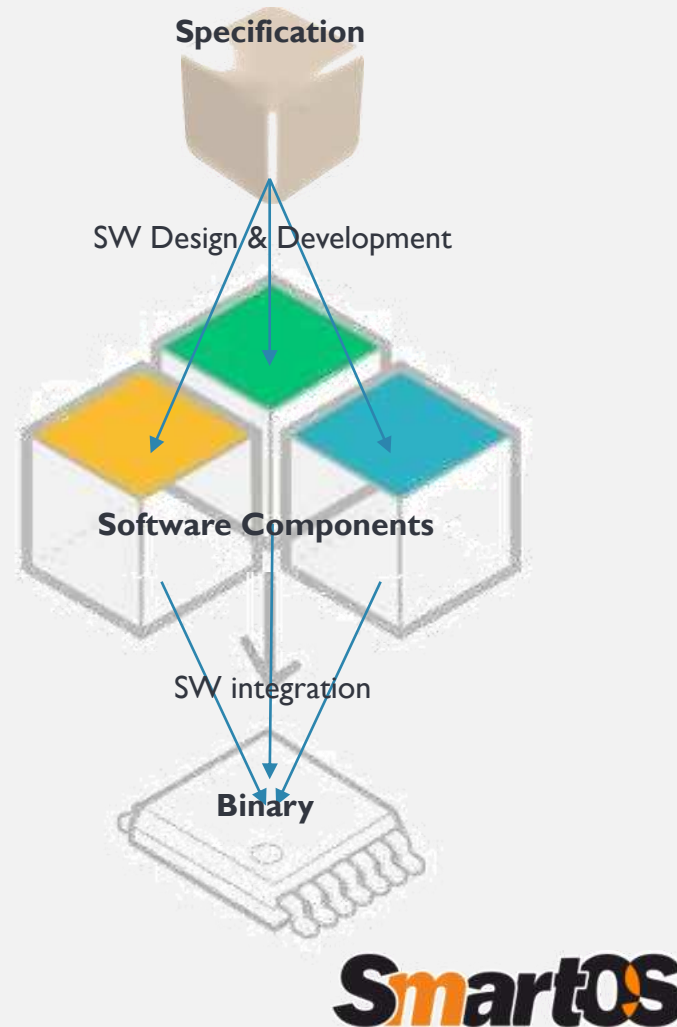 Specification
SW Design & Development
Software Components
SW integration
Binary
SmartOS